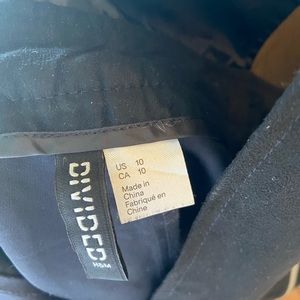 DIVIDED
H&M
US 10
CA 10
Made in
China
Fabriqué en
Chine